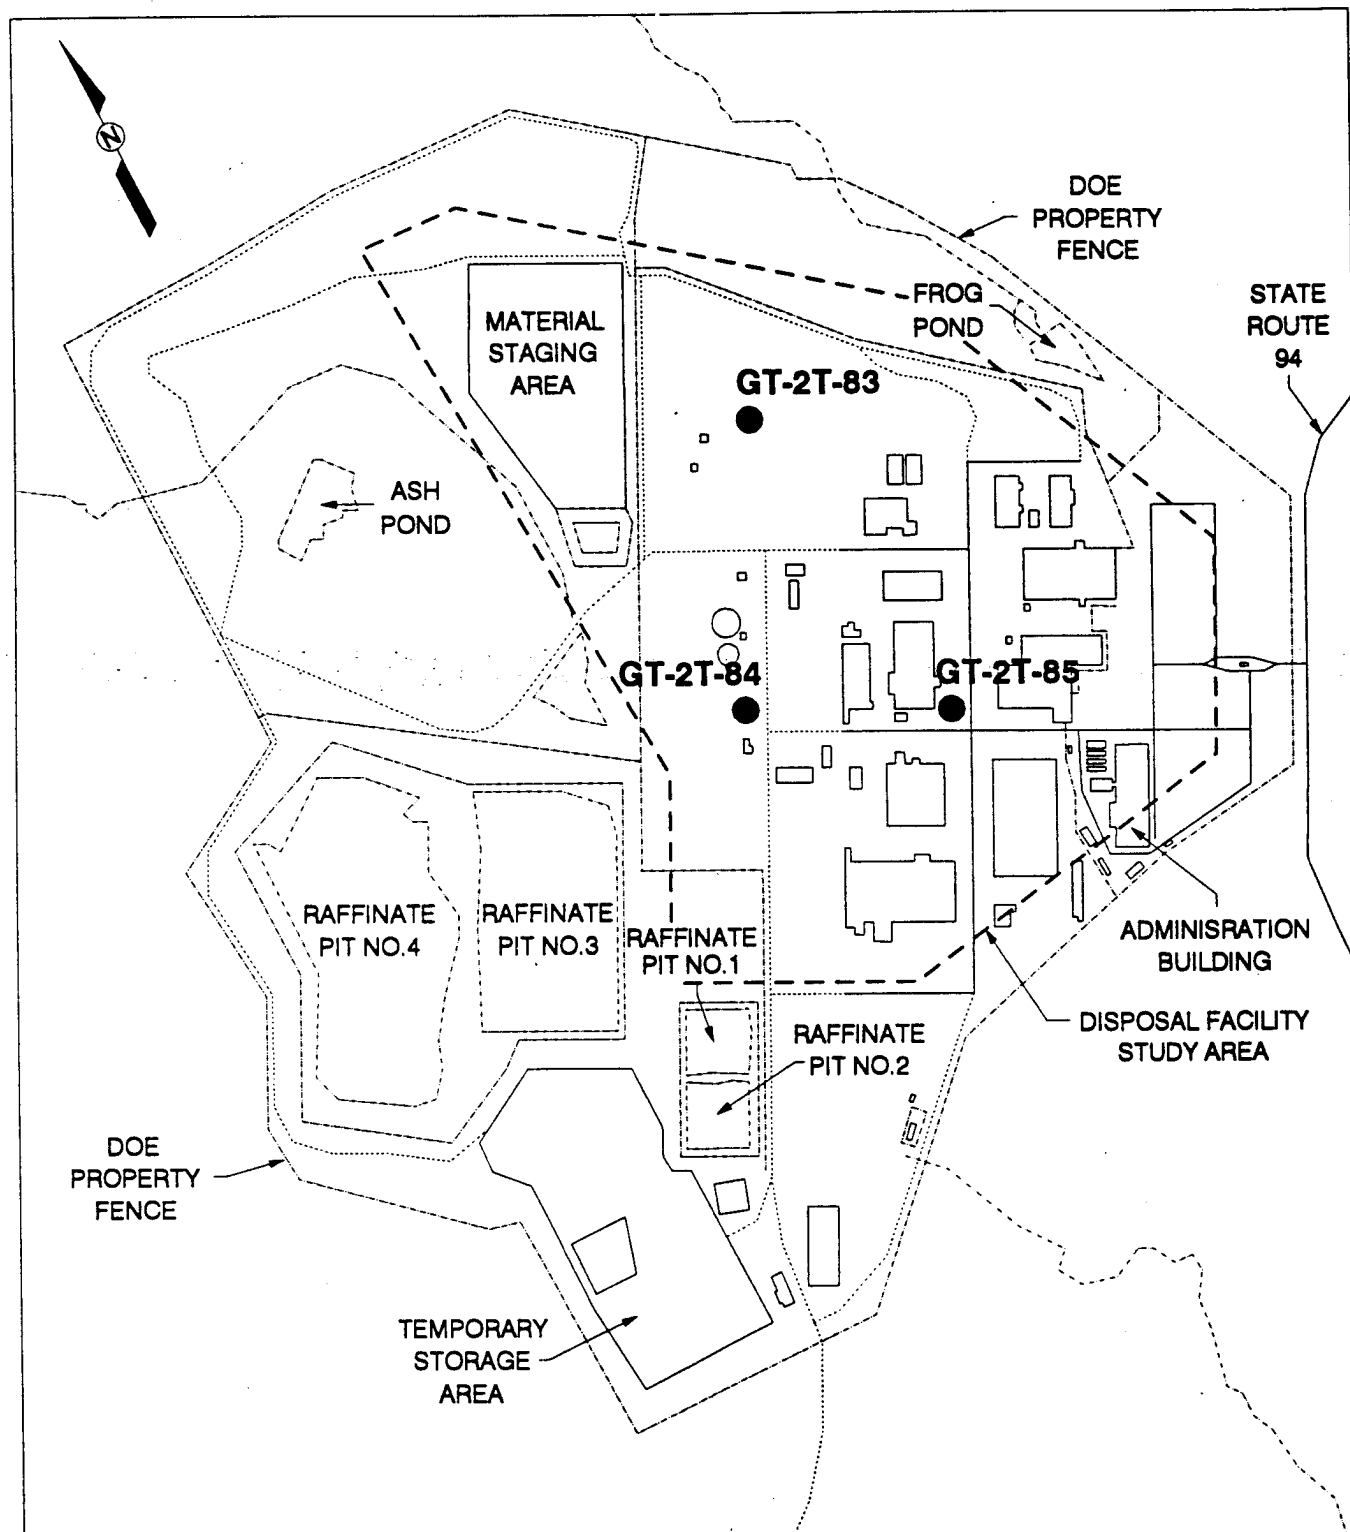 N
DOE
PROPERTY
FENCE
FROG
POND
STATE
ROUTE
94
MATERIAL
STAGING
AREA
GT-2T-83
ASH
POND
GT-2T-84
GT-2T-85
RAFFINATE
PIT NO.4
RAFFINATE
PIT NO.3
RAFFINATE
PIT NO.1
ADMINISRATION
BUILDING
RAFFINATE
PIT NO.2
DISPOSAL FACILITY
STUDY AREA
DOE
PROPERTY
FENCE
TEMPORARY
STORAGE
AREA